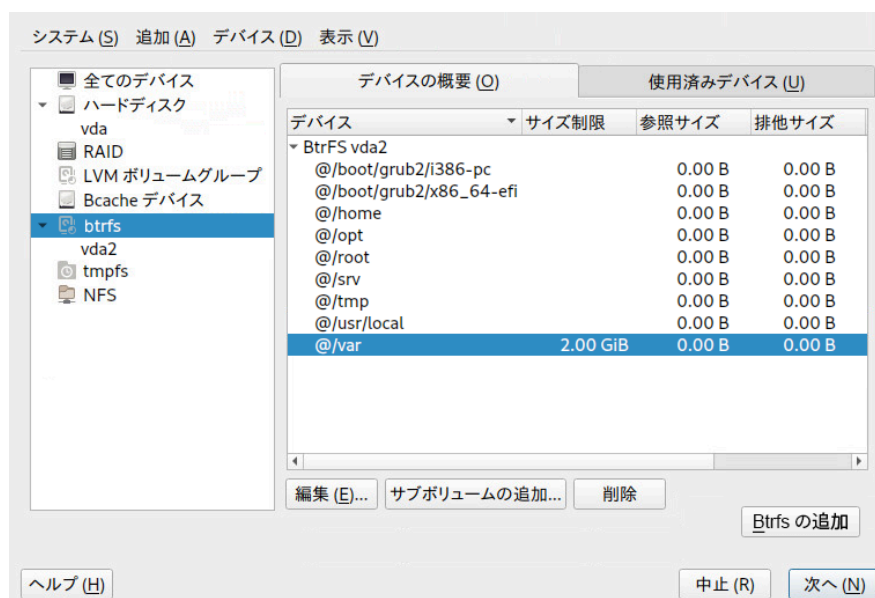 システム (S) 追加 (A) デバイス (D) 表示 (V)
全てのデバイス
ハードディスク
vda
RAID
LVM ボリュームグループ
Bcache デバイス
btrfs
vda2
tmpfs
NFS
デバイスの概要 (O) 使用済みデバイス (U)
デバイス サイズ制限 参照サイズ 排他サイズ
BtrFS vda2
@/boot/grub2/i386-pc 0.00 B 0.00 B
@/boot/grub2/x86_64-efi 0.00 B 0.00 B
@/home 0.00 B 0.00 B
@/opt 0.00 B 0.00 B
@/root 0.00 B 0.00 B
@/srv 0.00 B 0.00 B
@/tmp 0.00 B 0.00 B
@/usr/local 0.00 B 0.00 B
@/var 2.00 GiB 0.00 B 0.00 B
編集 (E)... サブボリュームの追加... 削除
Btrfs の追加
ヘルプ (H) 中止 (R) 次へ (N)